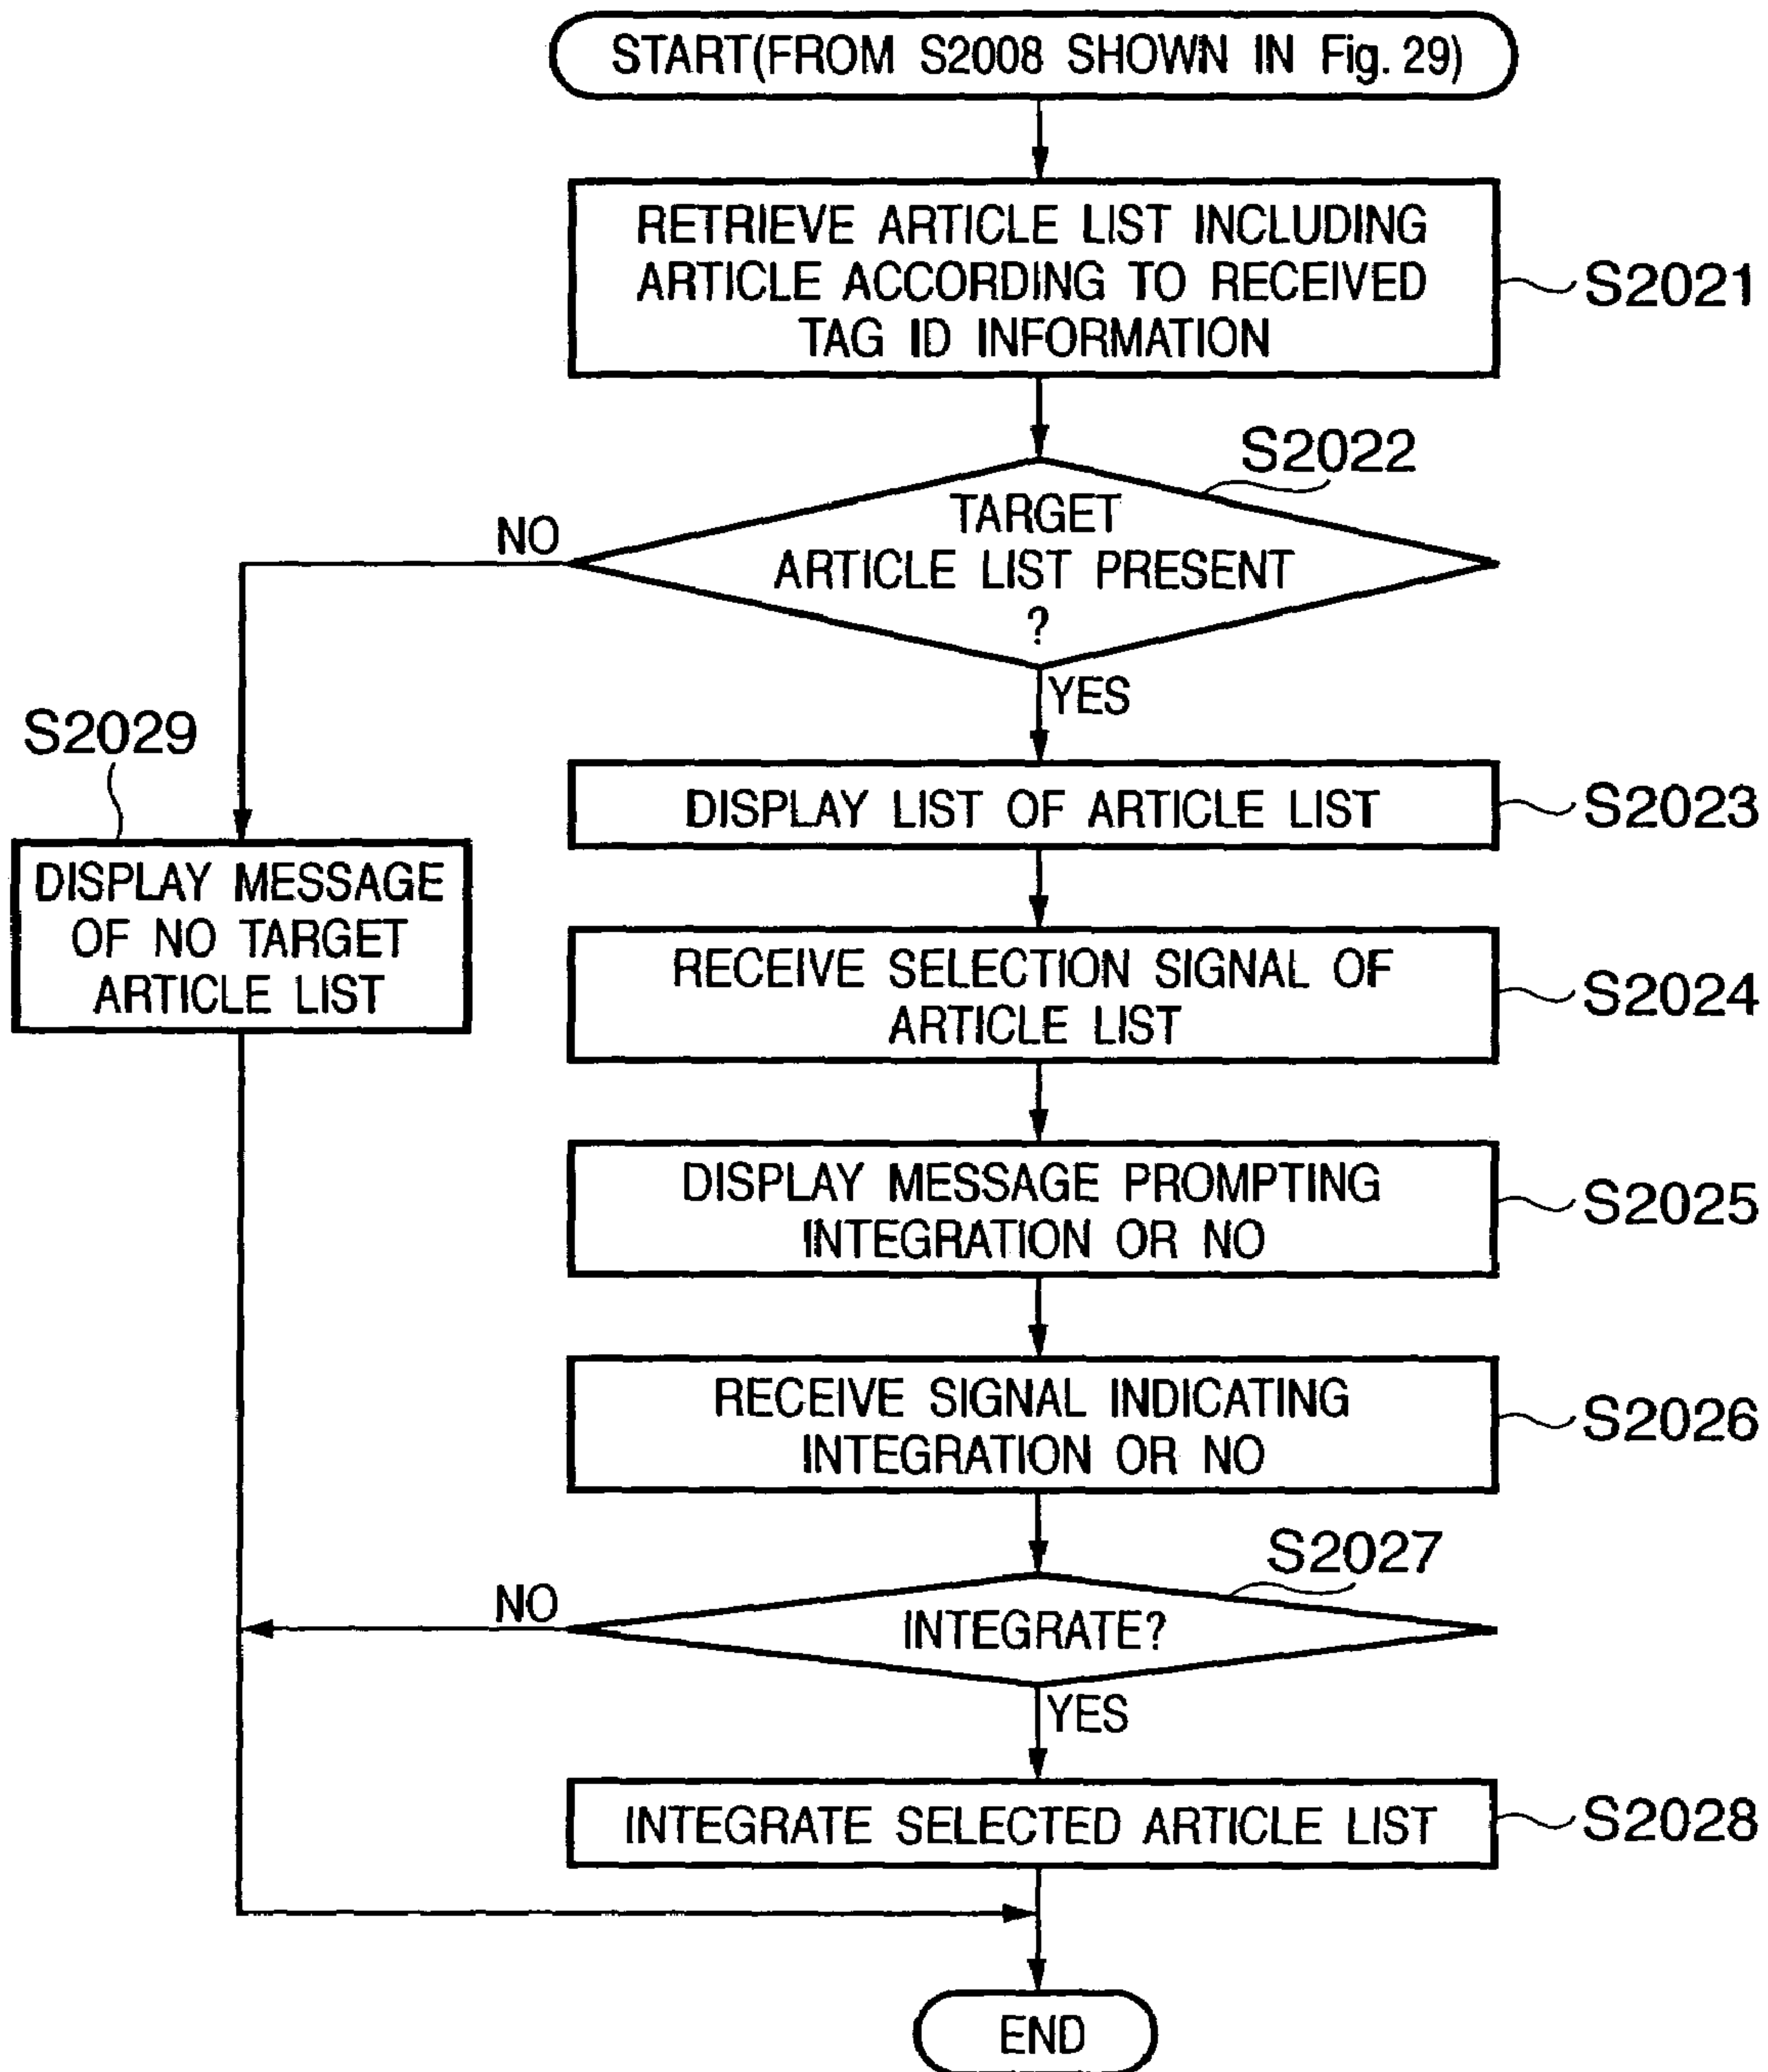 START(FROM S2008 SHOWN IN Fig. 29)
RETRIEVE ARTICLE LIST INCLUDING
ARTICLE ACCORDING TO RECEIVED
TAG ID INFORMATION
S2021
S2022
TARGET
ARTICLE LIST PRESENT
?
NO
YES
S2029
DISPLAY MESSAGE
OF NO TARGET
ARTICLE LIST
DISPLAY LIST OF ARTICLE LIST
S2023
RECEIVE SELECTION SIGNAL OF
ARTICLE LIST
S2024
DISPLAY MESSAGE PROMPTING
INTEGRATION OR NO
S2025
RECEIVE SIGNAL INDICATING
INTEGRATION OR NO
S2026
S2027
NO
INTEGRATE?
YES
INTEGRATE SELECTED ARTICLE LIST
S2028
END